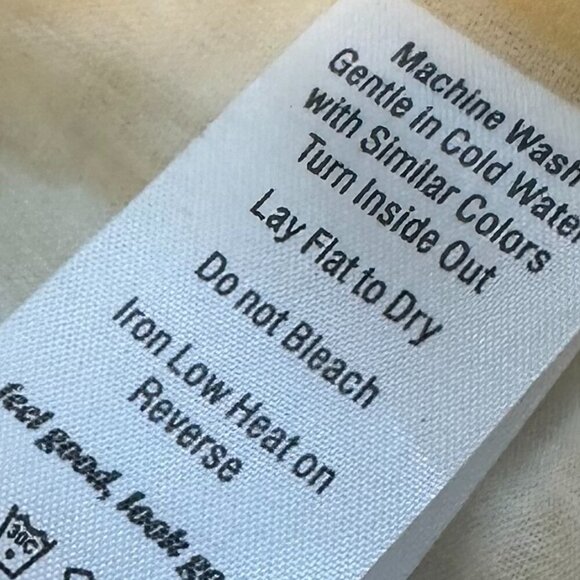 Machine Wash
Gentle in Cold Water
with Similar Colors
Turn Inside Out
Lay Flat to Dry
Do not Bleach
Iron Low Heat on
Reverse
feel good, look
30C